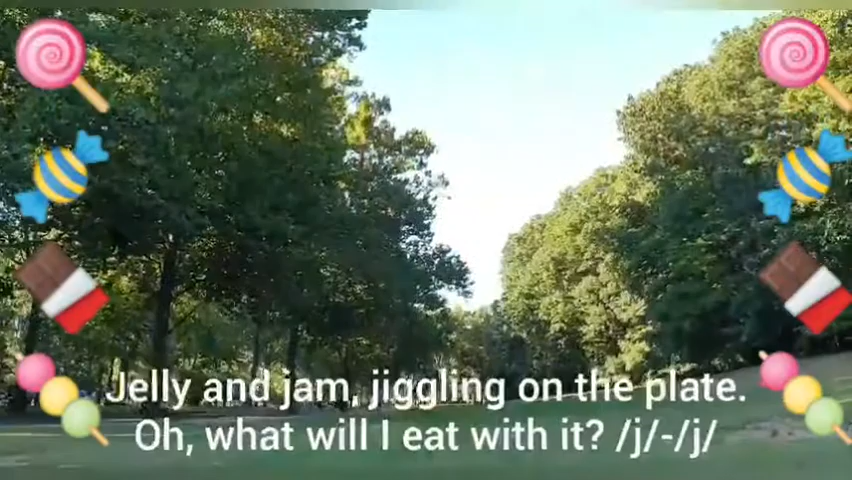 Jelly and jam, jiggling on the plate.
Oh, what will I eat with it? /j/-/j/